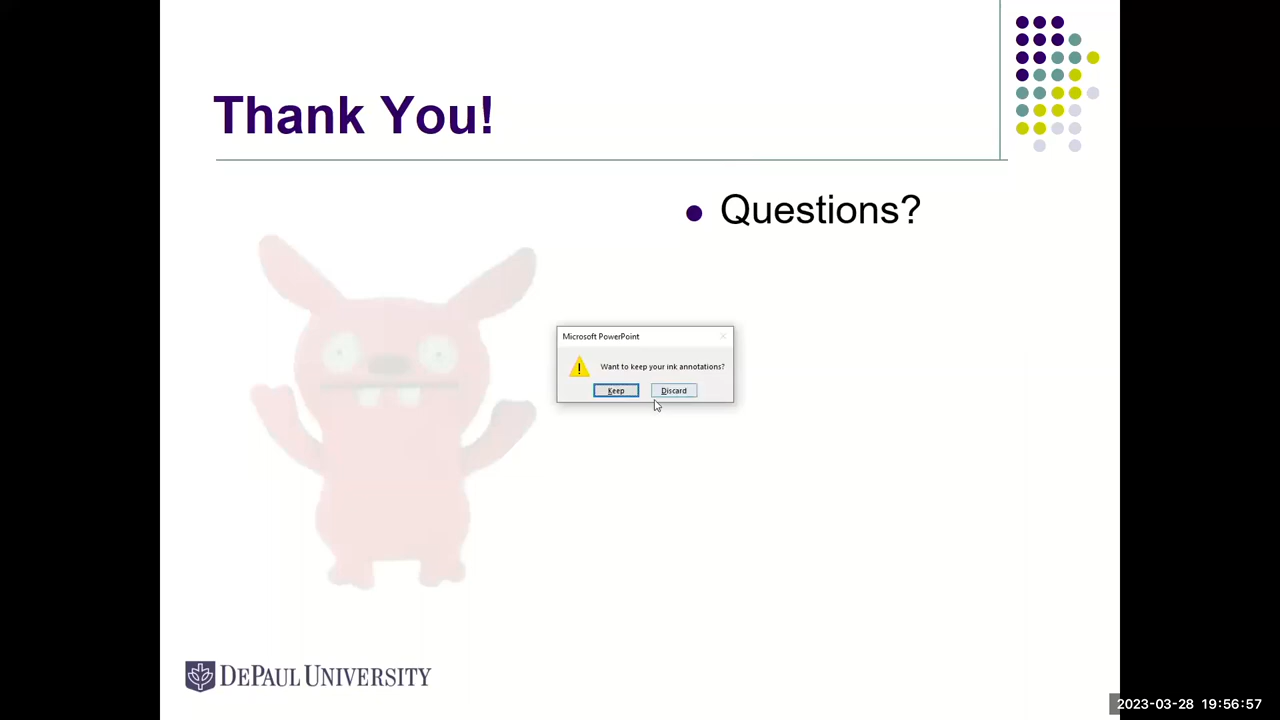 Thank You!
Questions?
Microsoft PowerPoint
Want to keep your ink annotations?
Keep
Discard
DEPAUL UNIVERSITY
2023-03-28 19:56:57